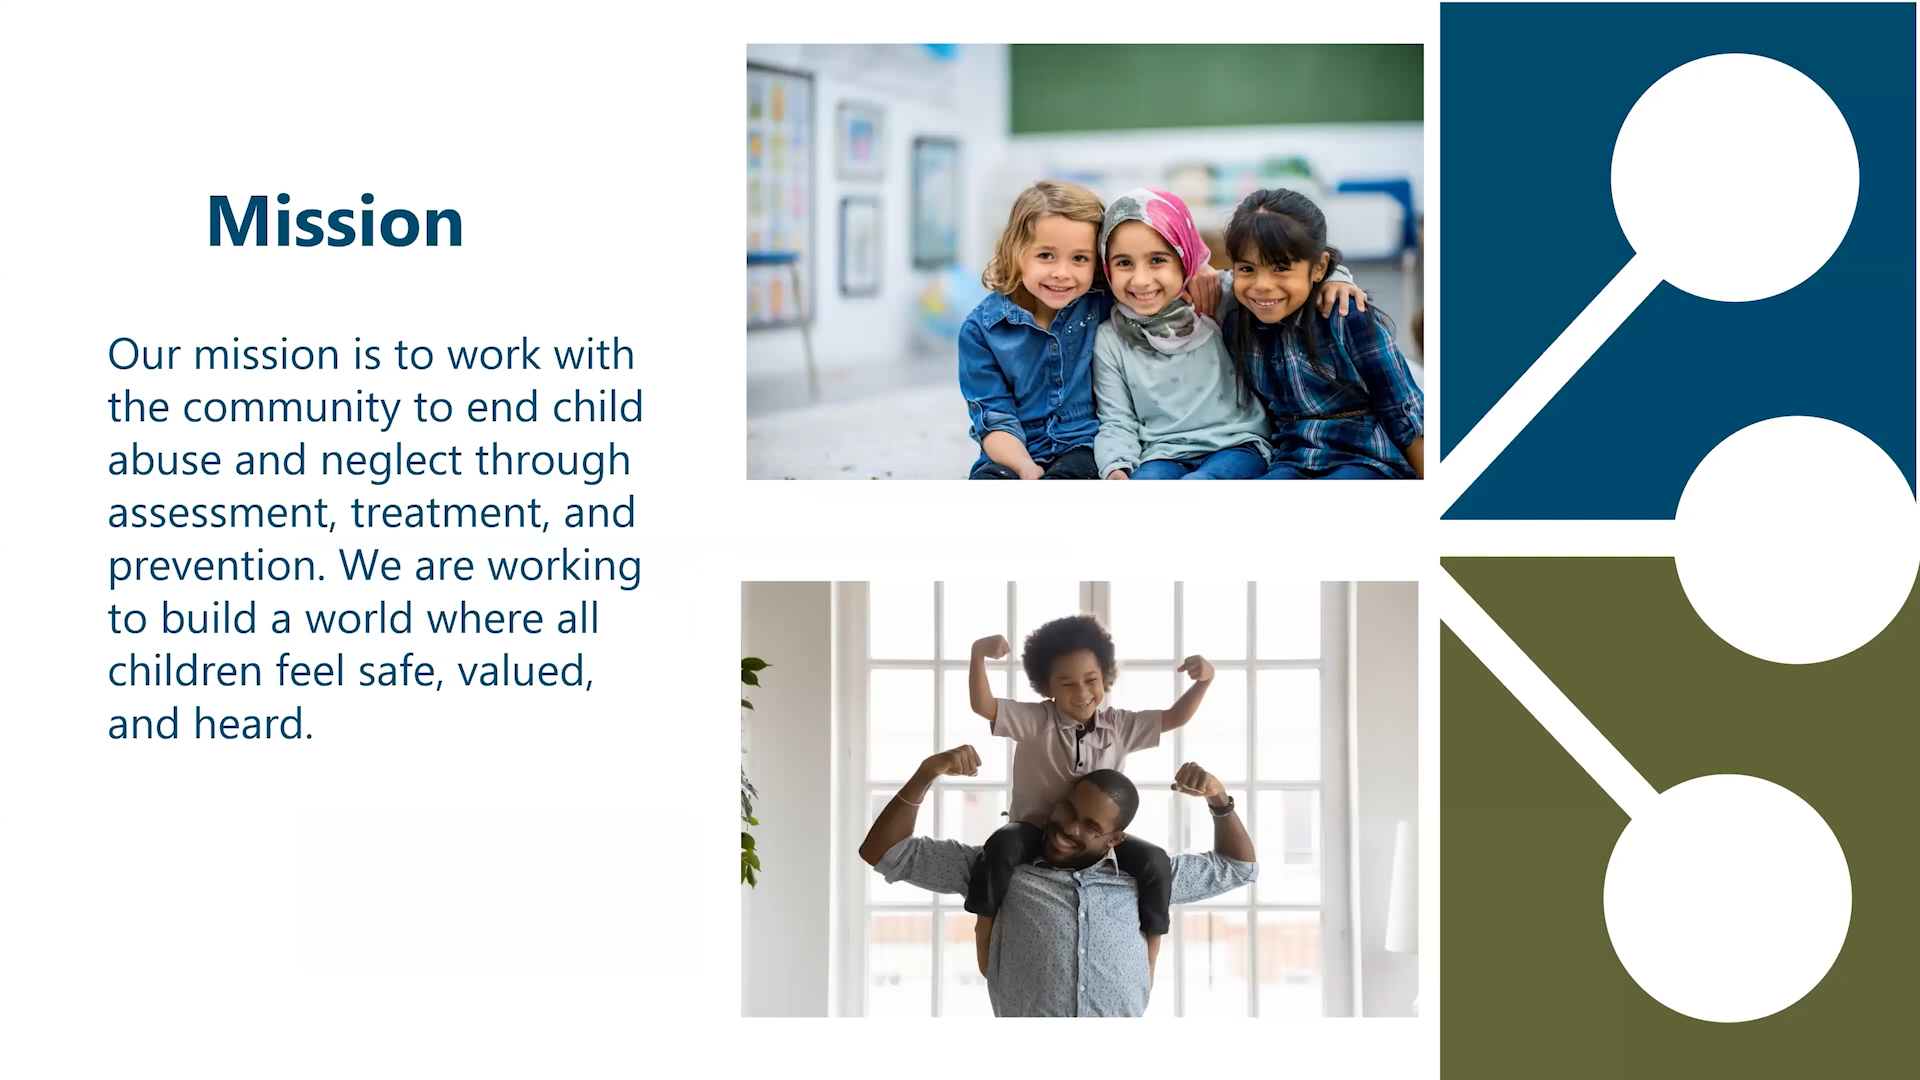 Mission
Our mission is to work with
the community to end child
abuse and neglect through
assessment, treatment, and
prevention. We are working
to build a world where all
children feel safe, valued,
and heard.